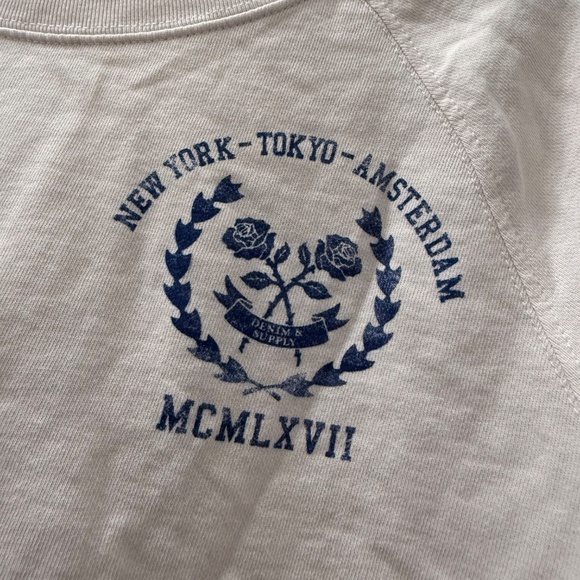 NEW YORK-TOKYO-AMSTERDAM
DENIM &
SUPPLY
MCMLXVII